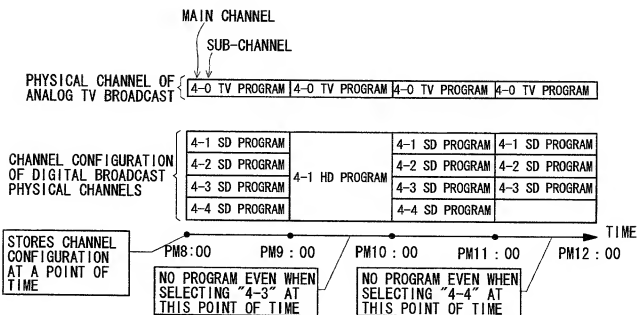 MAIN CHANNEL
SUB-CHANNEL
PHYSICAL CHANNEL OF
ANALOG TV BROADCAST
4-0 TV PROGRAM 4-0 TV PROGRAM 4-0 TV PROGRAM 4-0 TV PROGRAM
CHANNEL CONFIGURATION
OF DIGITAL BROADCAST
PHYSICAL CHANNELS
4-1 SD PROGRAM
4-2 SD PROGRAM
4-3 SD PROGRAM
4-4 SD PROGRAM
4-1 HD PROGRAM
4-1 SD PROGRAM
4-2 SD PROGRAM
4-3 SD PROGRAM
4-4 SD PROGRAM
4-1 SD PROGRAM
4-2 SD PROGRAM
4-3 SD PROGRAM
TIME
PM8:00 PM9:00 PM10:00 PM11:00 PM12:00
STORES CHANNEL
CONFIGURATION
AT A POINT OF
TIME
NO PROGRAM EVEN WHEN
SELECTING "4-3" AT
THIS POINT OF TIME
NO PROGRAM EVEN WHEN
SELECTING "4-4" AT
THIS POINT OF TIME